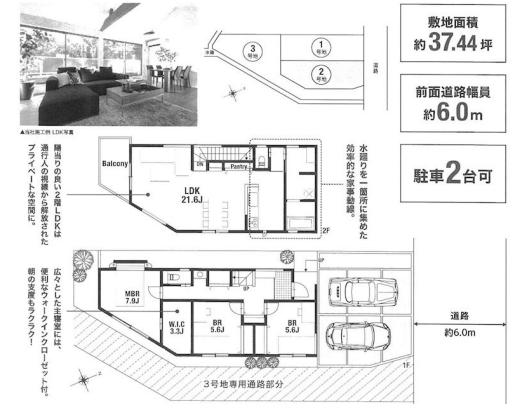 ▲当社施工例 LDK写真
3
号地
1
号地
2
号地
水路
道路
敷地面積
約37.44坪
前面道路幅員
約6.0m
駐車2台可
陽当りの良い2階LDKは
通行人の視線から解放された
プライベートな空間に。
Balcony
DN
Pantry
LDK
21.6J
2F
水廻りを一箇所に集めた
効率的な家事動線。
広々とした主寝室には、
便利なウォークインクローゼット付。
朝の支度もラクラク!
MBR
7.9J
W.I.C
3.3J
BR
5.6J
BR
5.6J
UP
1F
道路
約6.0m
3号地専用通路部分